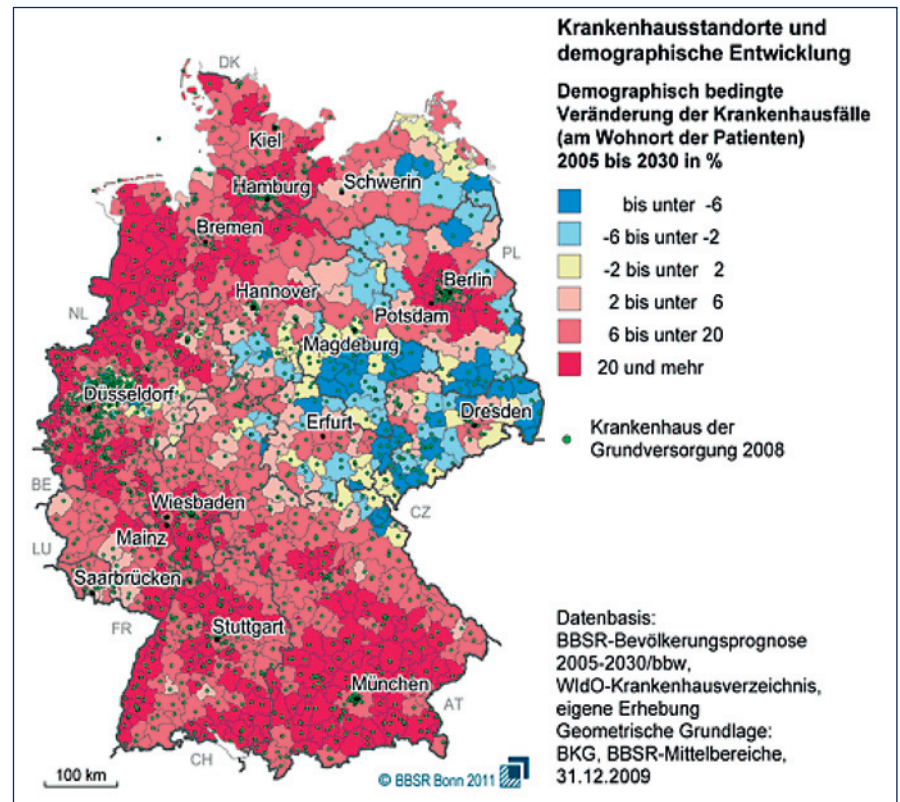 Krankenhausstandorte und
demographische Entwicklung
Demographisch bedingte
Veränderung der Krankenhausfälle
(am Wohnort der Patienten)
2005 bis 2030 in %
bis unter -6
-6 bis unter -2
-2 bis unter 2
2 bis unter 6
6 bis unter 20
20 und mehr
Krankenhaus der
Grundversorgung 2008
Datenbasis:
BBSR-Bevölkerungsprognose
2005-2030/bbw,
WIdO-Krankenhausverzeichnis,
eigene Erhebung
Geometrische Grundlage:
BKG, BBSR-Mittelbereiche,
31.12.2009
DK
Kiel
Hamburg
Schwerin
Bremen
PL
Berlin
Hannover
NL
Potsdam
Magdeburg
Düsseldorf
Erfurt
Dresden
BE
Wiesbaden
CZ
Mainz
LU
Saarbrücken
FR
Stuttgart
München
AT
CH
100 km
© BBSR Bonn 2011